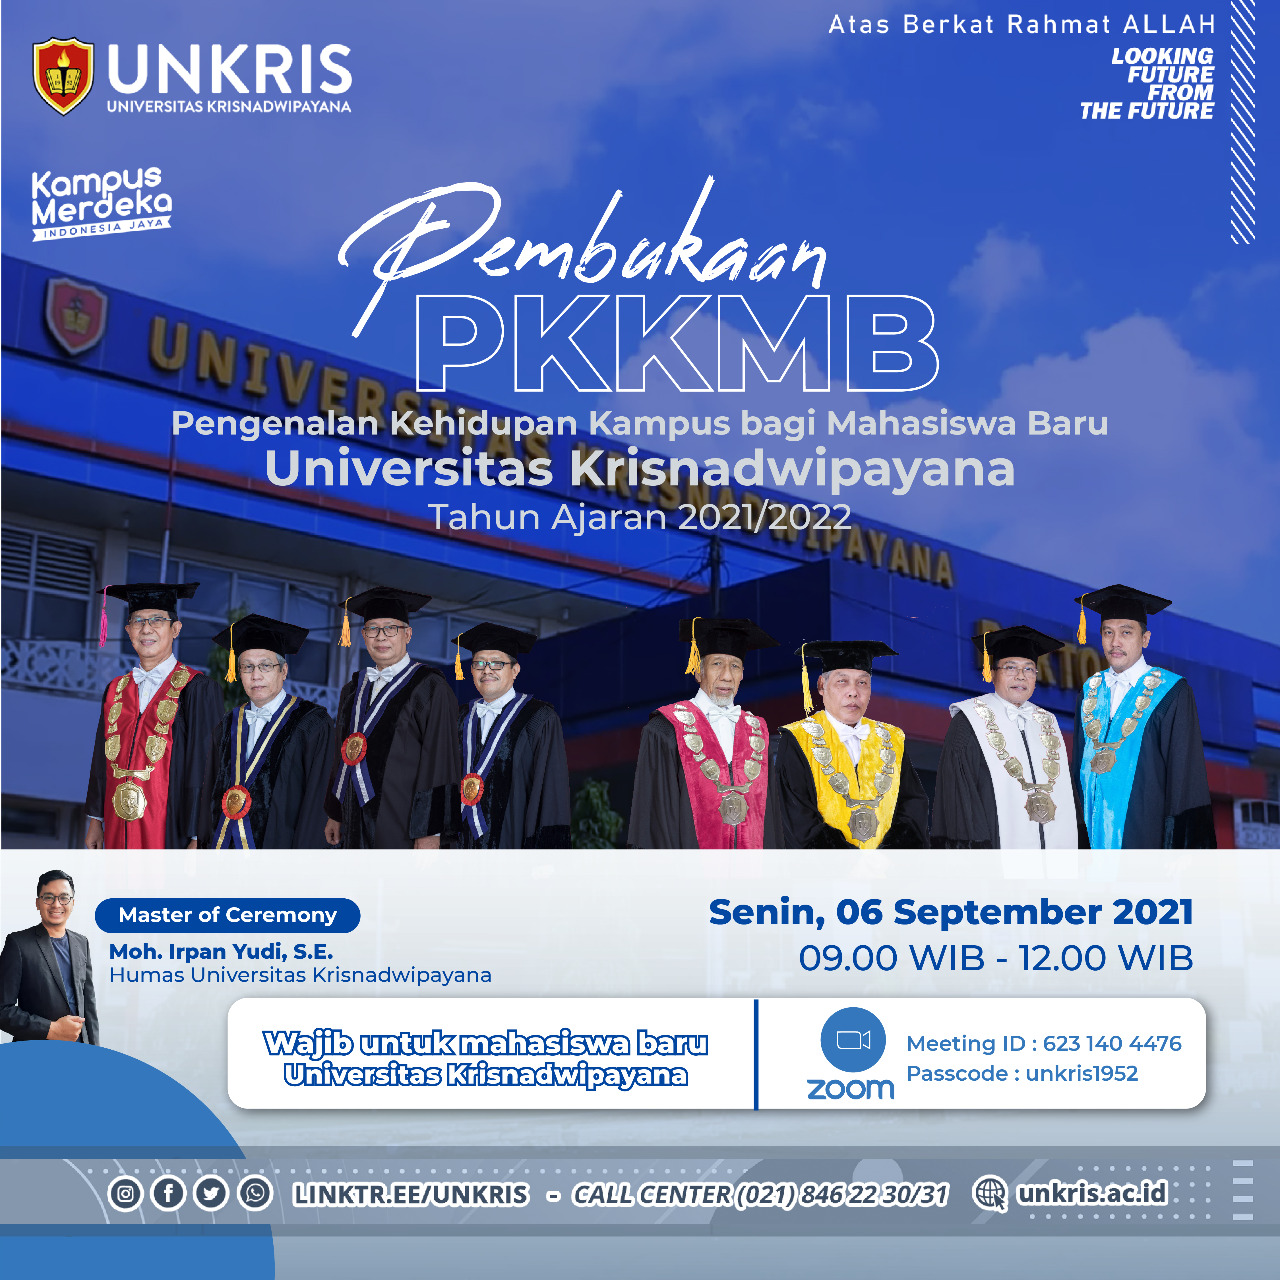 Atas Berkat Rahmat ALLAH
LOOKING
FUTURE
FROM
THE FUTURE
UNKRIS
UNIVERSITAS KRISNADWIPAYANA
Kampus
Merdeka
INDONESIA JAYA
Pembukaan
PKKMB
Pengenalan Kehidupan Kampus bagi Mahasiswa Baru
Universitas Krisnadwipayana
Tahun Ajaran 2021/2022
UNIVERSITAS KRISNADWIPAYANA
Master of Ceremony
Moh. Irpan Yudi, S.E.
Humas Universitas Krisnadwipayana
Senin, 06 September 2021
09.00 WIB - 12.00 WIB
Wajib untuk mahasiswa baru
Universitas Krisnadwipayana
zoom
Meeting ID : 623 140 4476
Passcode : unkris1952
LINKTR.EE/UNKRIS - CALL CENTER (021) 846 22 30/31 unkris.ac.id